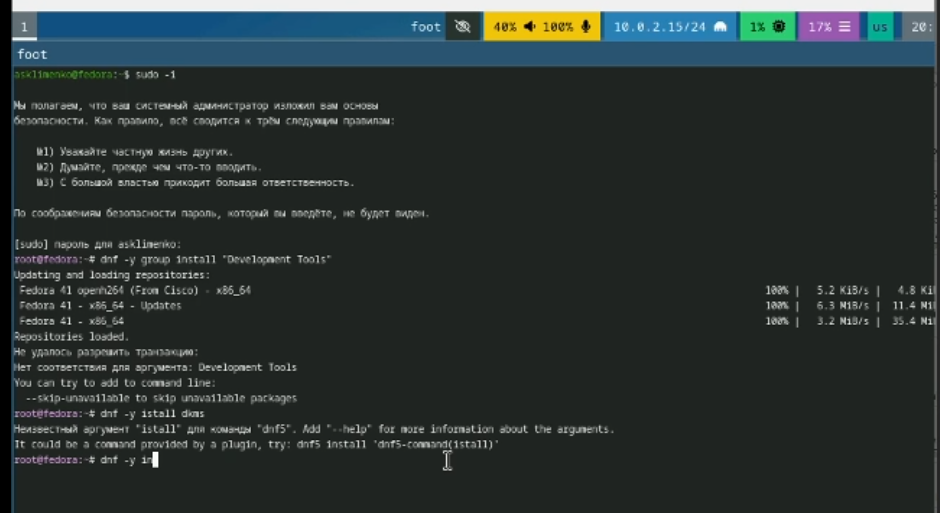 1 foot 40% 100% 10.0.2.15/24 1% 17% us 20:
foot
asklimenko@fedora:~$ sudo -i
Мы полагаем, что ваш системный администратор изложил вам основы
безопасности. Как правило, всё сводится к трём следующим правилам:
№1) Уважайте частную жизнь других.
№2) Думайте, прежде чем что-то вводить.
№3) С большой властью приходит большая ответственность.
По соображениям безопасности пароль, который вы введёте, не будет виден.
[sudo] пароль для asklimenko:
root@fedora:~# dnf -y group install "Development Tools"
Updating and loading repositories:
Fedora 41 openh264 (From Cisco) - x86_64 100% | 5.2 KiB/s | 4.8 Ki
Fedora 41 - x86_64 - Updates 100% | 6.3 MiB/s | 11.4 Mi
Fedora 41 - x86_64 100% | 3.2 MiB/s | 35.4 Mi
Repositories loaded.
Не удалось разрешить транзакцию:
Нет соответствия для аргумента: Development Tools
You can try to add to command line:
--skip-unavailable to skip unavailable packages
root@fedora:~# dnf -y istall dkms
Неизвестный аргумент "istall" для команды "dnf5". Add "--help" for more information about the arguments.
It could be a command provided by a plugin, try: dnf5 install 'dnf5-command(istall)'
root@fedora:~# dnf -y in